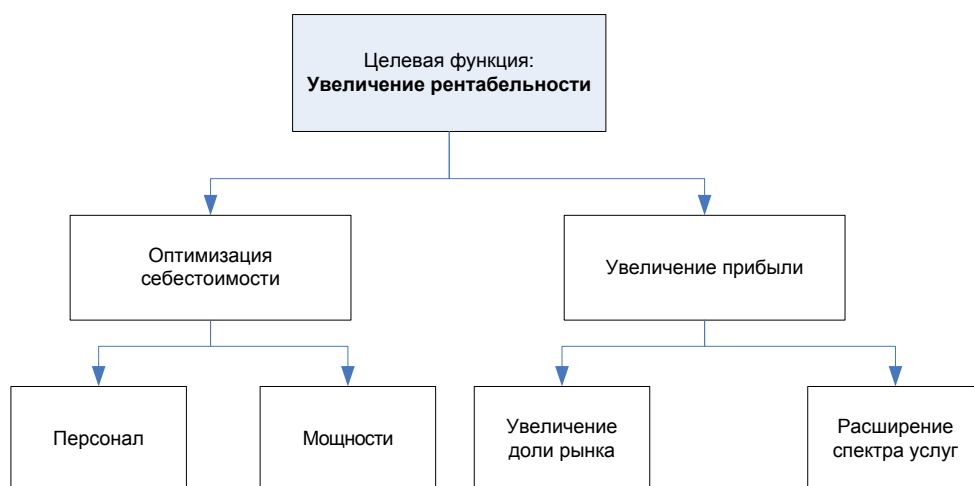 Целевая функция:
Увеличение рентабельности
Оптимизация
себестоимости
Увеличение прибыли
Персонал
Мощности
Увеличение
доли рынка
Расширение
спектра услуг